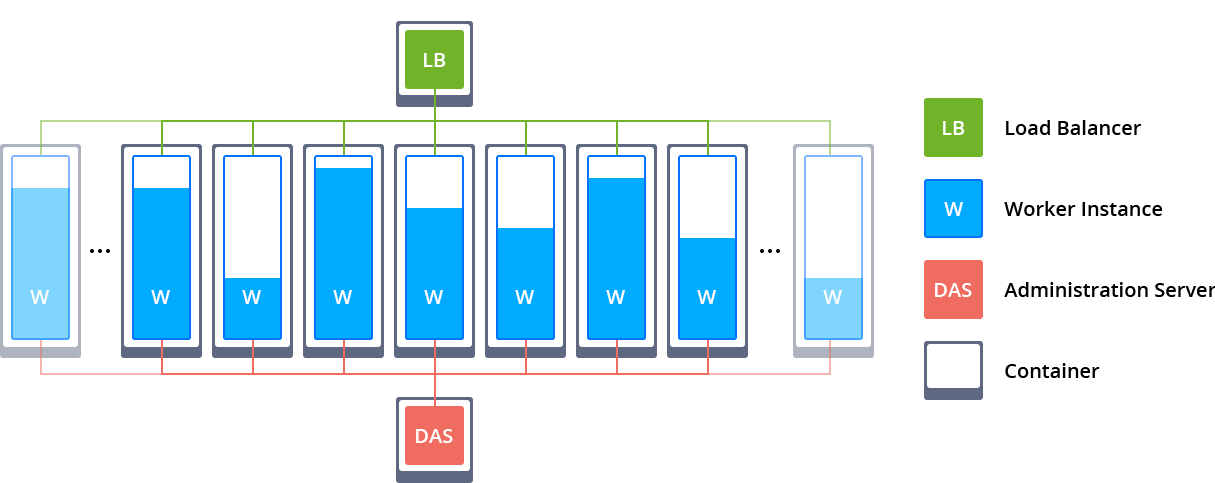 LB
W
...
W
W
W
W
W
W
W
...
W
DAS
LB
Load Balancer
W
Worker Instance
DAS
Administration Server
Container